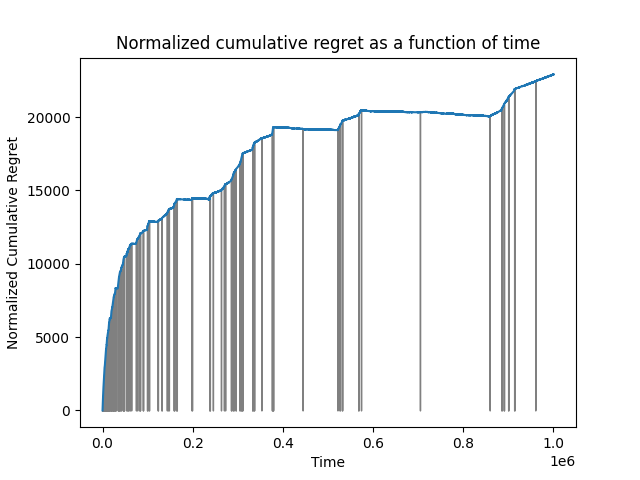 Normalized cumulative regret as a function of time
Normalized Cumulative Regret
20000
15000
10000
5000
0
0.0 0.2 0.4 0.6 0.8 1.0
1e6
Time